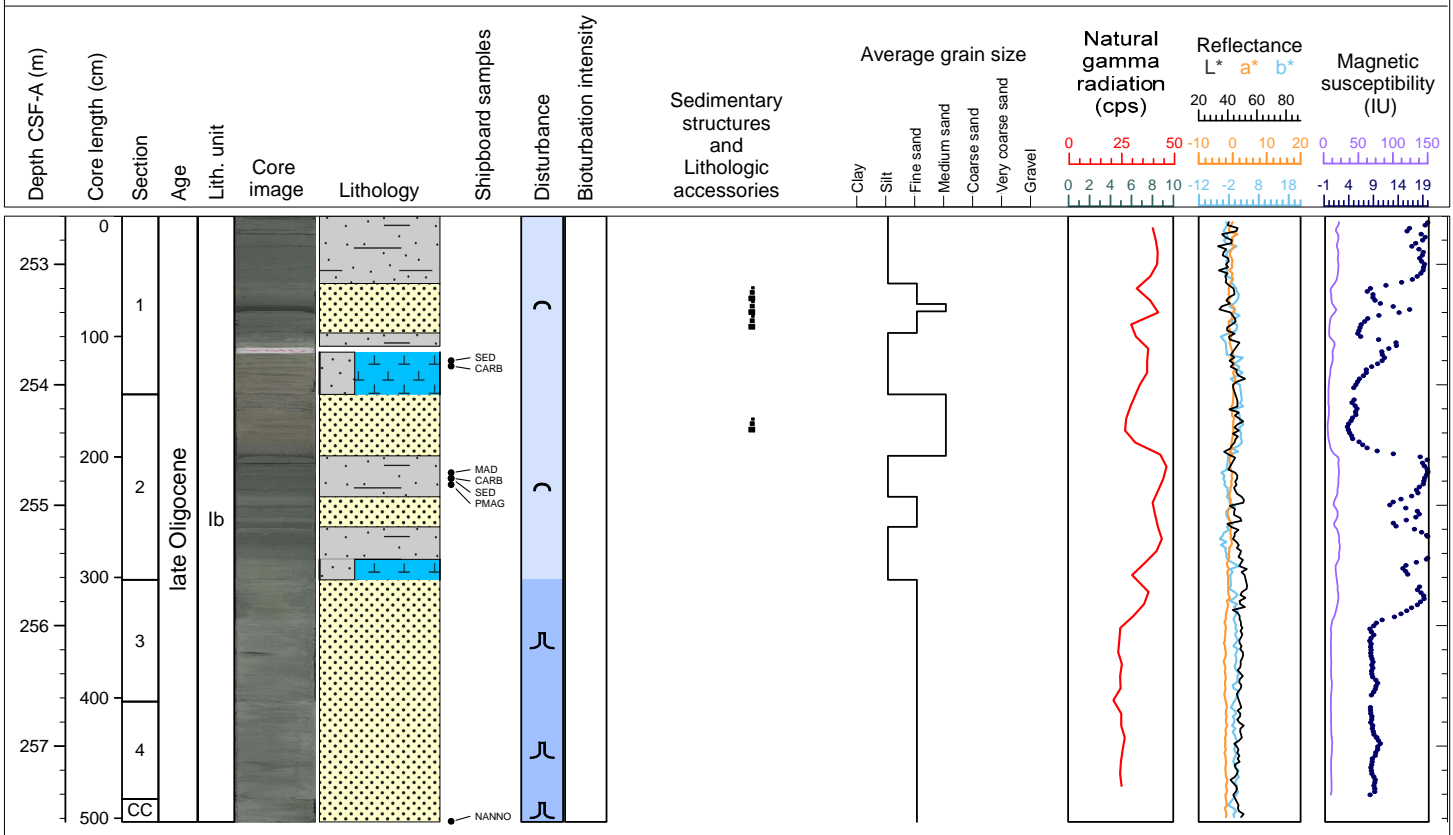 Depth CSF-A (m)
Core length (cm)
Section
Age
Lith. unit
Core
image
Lithology
Shipboard samples
Disturbance
Bioturbation intensity
Sedimentary
structures
and
Lithologic
accessories
Average grain size
Clay
Silt
Fine sand
Medium sand
Coarse sand
Very coarse sand
Gravel
Natural
gamma
radiation
(cps)
0 25 50
0 2 4 6 8 10
Reflectance
L* a* b*
20 40 60 80
-10 0 10 20
-12 -2 8 18
Magnetic
susceptibility
(IU)
0 50 100 150
-1 4 9 14 19
253
254
255
256
257
0
100
200
300
400
500
1
2
3
4
CC
late Oligocene
Ib
SED
CARB
MAD
CARB
SED
PMAG
NANNO